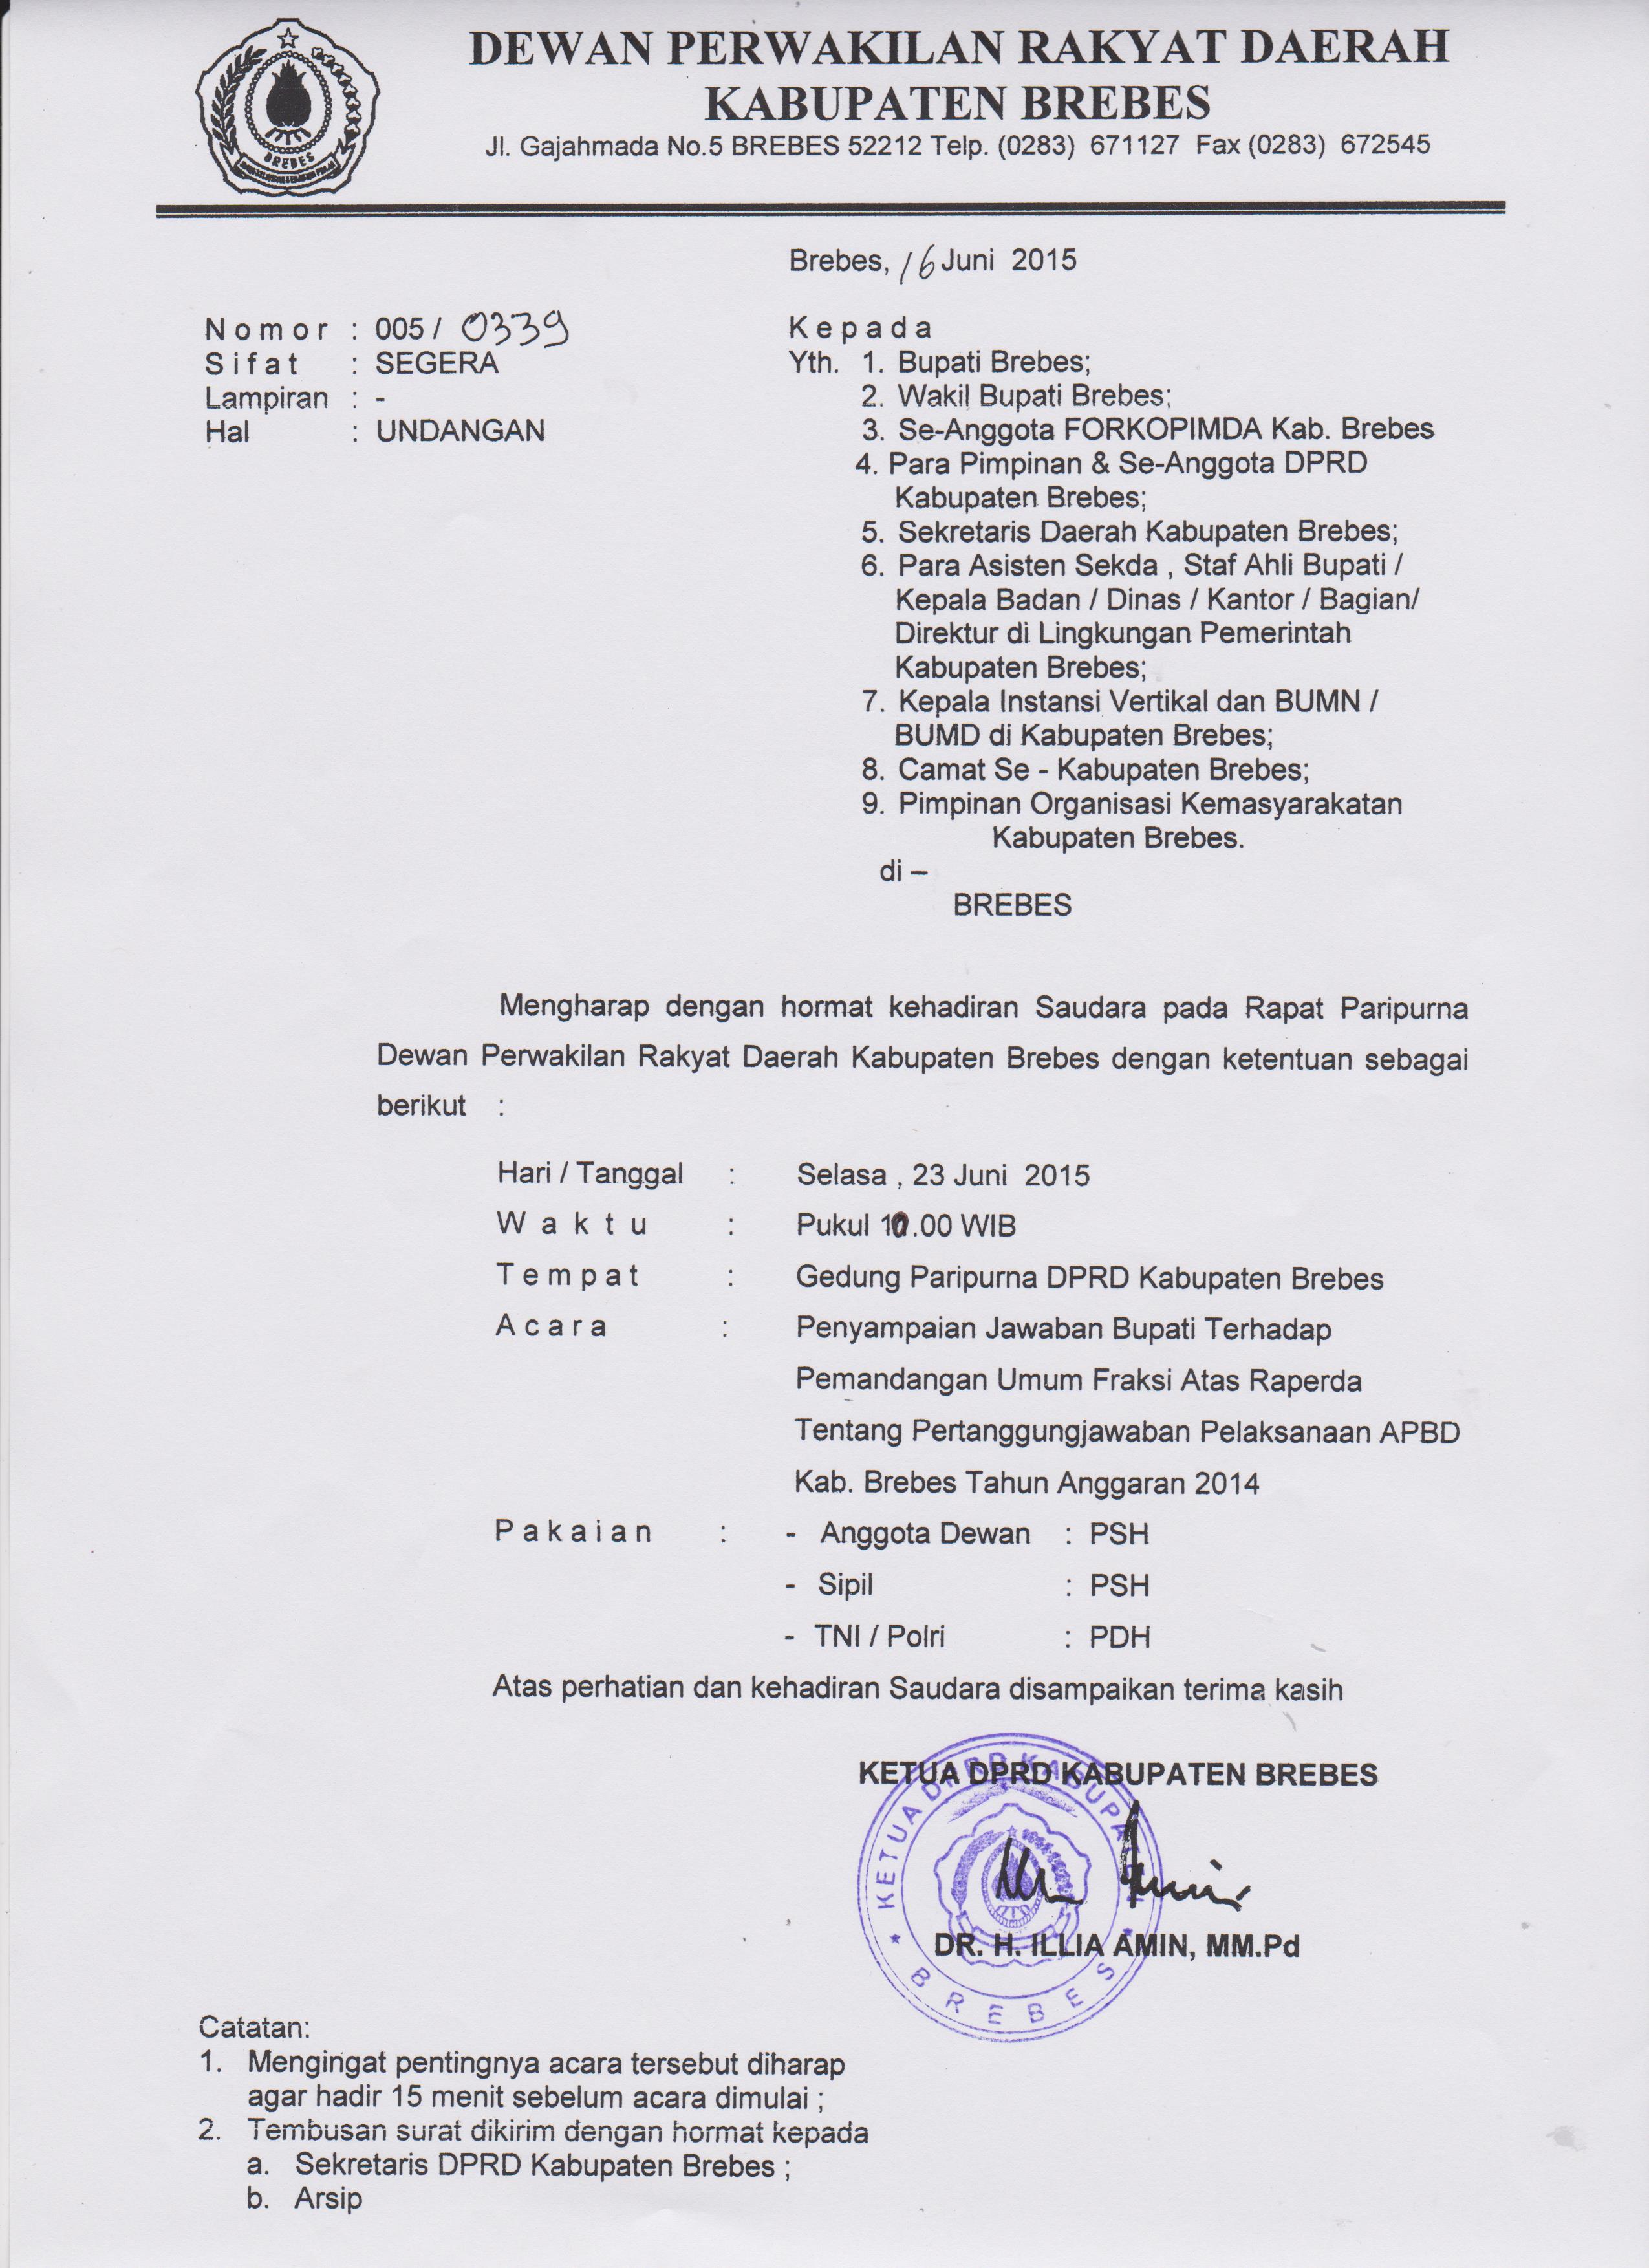 DEWAN PERWAKILAN RAKYAT DAERAH
KABUPATEN BREBES
Jl. Gajahmada No.5 BREBES 52212 Telp. (0283) 671127 Fax (0283) 672545
BREBES
Brebes, 16 Juni 2015
Nomor : 005 / 0339
Sifat : SEGERA
Lampiran : -
Hal : UNDANGAN
Kepada
Yth. 1. Bupati Brebes;
2. Wakil Bupati Brebes;
3. Se-Anggota FORKOPIMDA Kab. Brebes
4. Para Pimpinan & Se-Anggota DPRD
Kabupaten Brebes;
5. Sekretaris Daerah Kabupaten Brebes;
6. Para Asisten Sekda , Staf Ahli Bupati /
Kepala Badan / Dinas / Kantor / Bagian/
Direktur di Lingkungan Pemerintah
Kabupaten Brebes;
7. Kepala Instansi Vertikal dan BUMN /
BUMD di Kabupaten Brebes;
8. Camat Se - Kabupaten Brebes;
9. Pimpinan Organisasi Kemasyarakatan
Kabupaten Brebes.
di –
BREBES
Mengharap dengan hormat kehadiran Saudara pada Rapat Paripurna
Dewan Perwakilan Rakyat Daerah Kabupaten Brebes dengan ketentuan sebagai
berikut :
Hari / Tanggal : Selasa , 23 Juni 2015
Waktu : Pukul .00 WIB
Tempat : Gedung Paripurna DPRD Kabupaten Brebes
Acara : Penyampaian Jawaban Bupati Terhadap
Pemandangan Umum Fraksi Atas Raperda
Tentang Pertanggungjawaban Pelaksanaan APBD
Kab. Brebes Tahun Anggaran 2014
Pakaian : - Anggota Dewan : PSH
- Sipil : PSH
- TNI / Polri : PDH
Atas perhatian dan kehadiran Saudara disampaikan terima kasih
KETUA DPRD KABUPATEN BREBES
KETUA DPRD KABUPATEN
BREBES
DR. H. ILLIA AMIN, MM.Pd
Catatan:
1. Mengingat pentingnya acara tersebut diharap
agar hadir 15 menit sebelum acara dimulai ;
2. Tembusan surat dikirim dengan hormat kepada
a. Sekretaris DPRD Kabupaten Brebes ;
b. Arsip